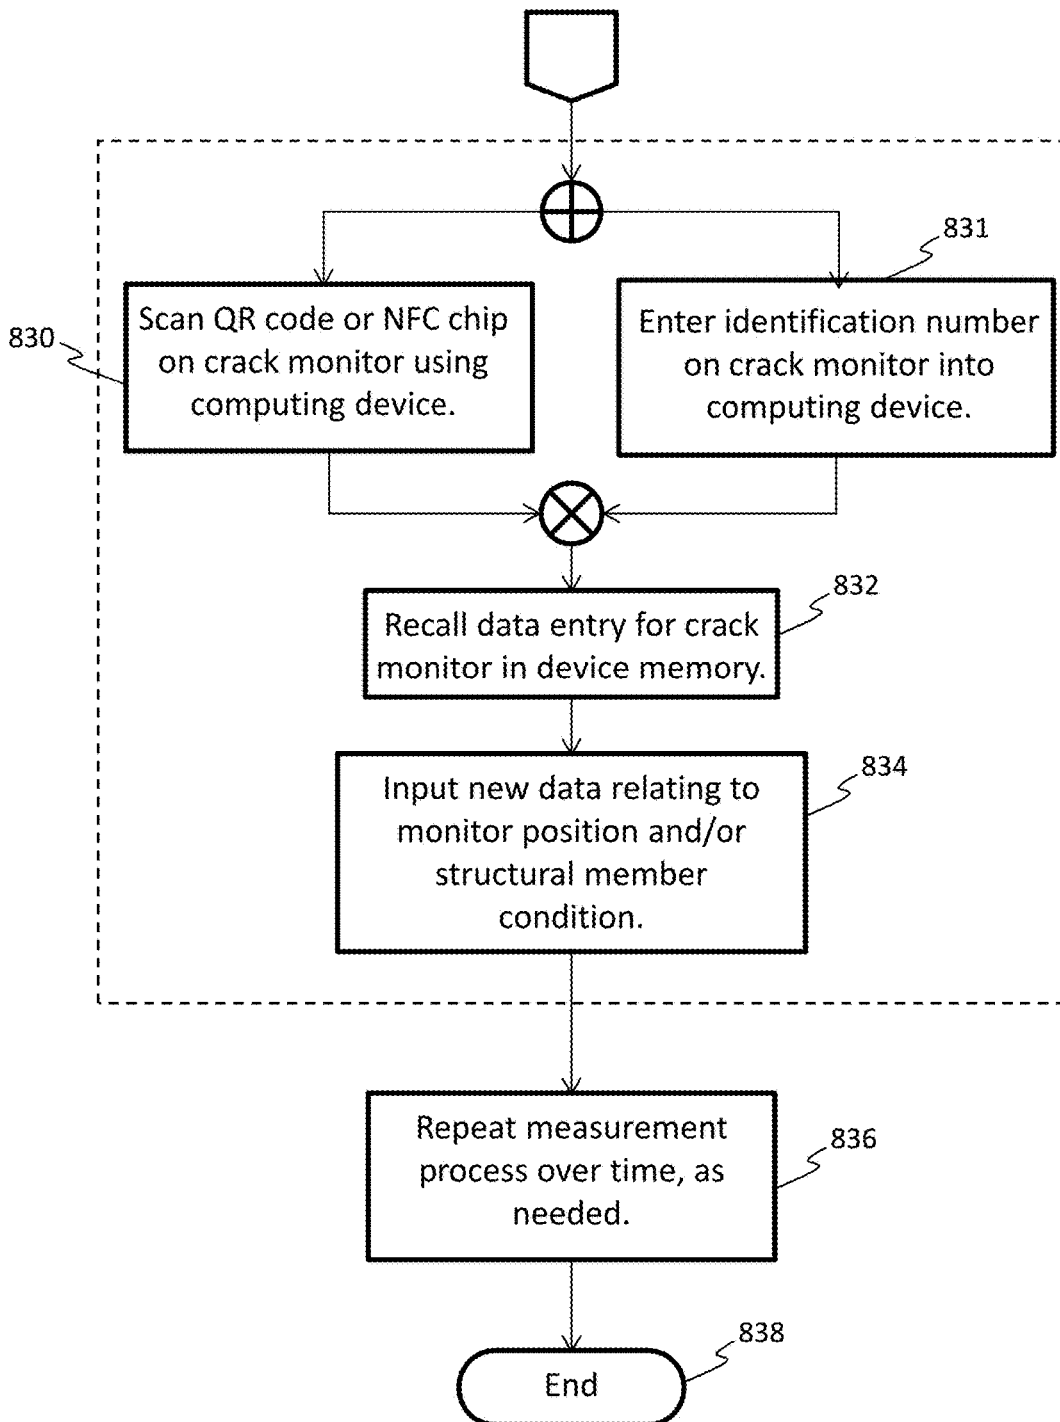 831
830
Scan QR code or NFC chip
on crack monitor using
computing device.
Enter identification number
on crack monitor into
computing device.
832
Recall data entry for crack
monitor in device memory.
834
Input new data relating to
monitor position and/or
structural member
condition.
836
Repeat measurement
process over time, as
needed.
838
End